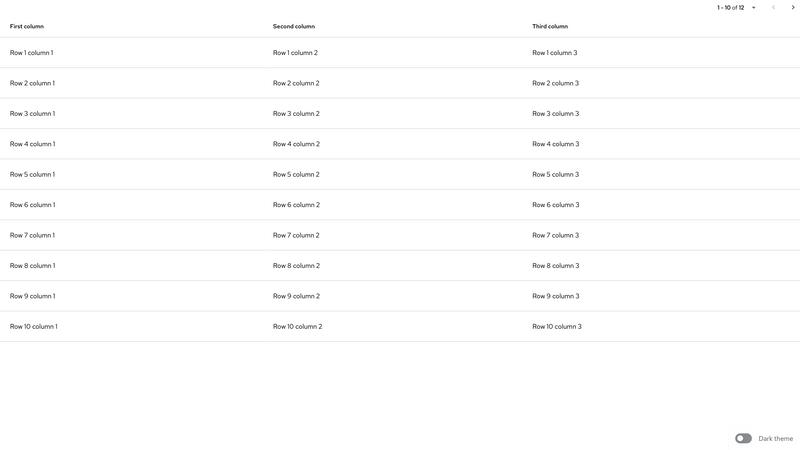 1 - 10 of 12
First column Second column Third column
Row 1 column 1 Row 1 column 2 Row 1 column 3
Row 2 column 1 Row 2 column 2 Row 2 column 3
Row 3 column 1 Row 3 column 2 Row 3 column 3
Row 4 column 1 Row 4 column 2 Row 4 column 3
Row 5 column 1 Row 5 column 2 Row 5 column 3
Row 6 column 1 Row 6 column 2 Row 6 column 3
Row 7 column 1 Row 7 column 2 Row 7 column 3
Row 8 column 1 Row 8 column 2 Row 8 column 3
Row 9 column 1 Row 9 column 2 Row 9 column 3
Row 10 column 1 Row 10 column 2 Row 10 column 3
Dark theme